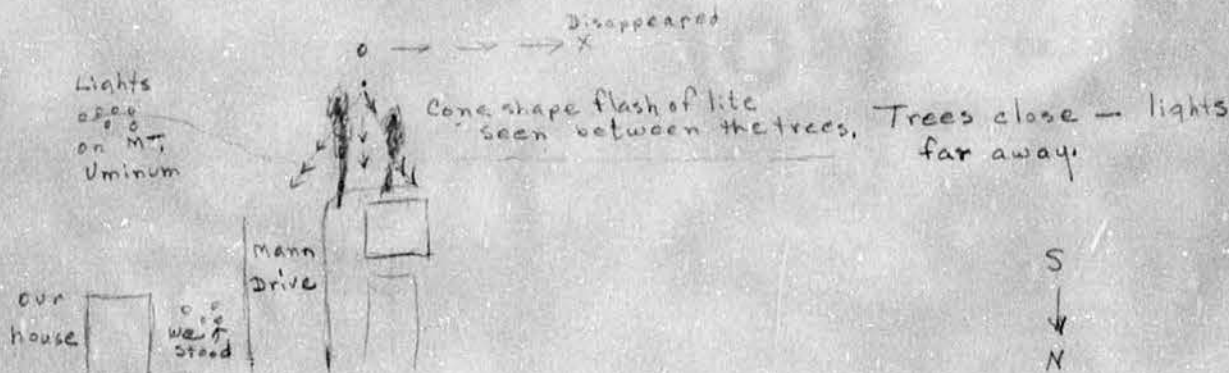 Disappeared
x
Lights
on MT.
Uminum
Cone shape flash of lite
seen between the trees.
Trees close — lights
far away.
Mann
Drive
our
house
we
stood
S
N